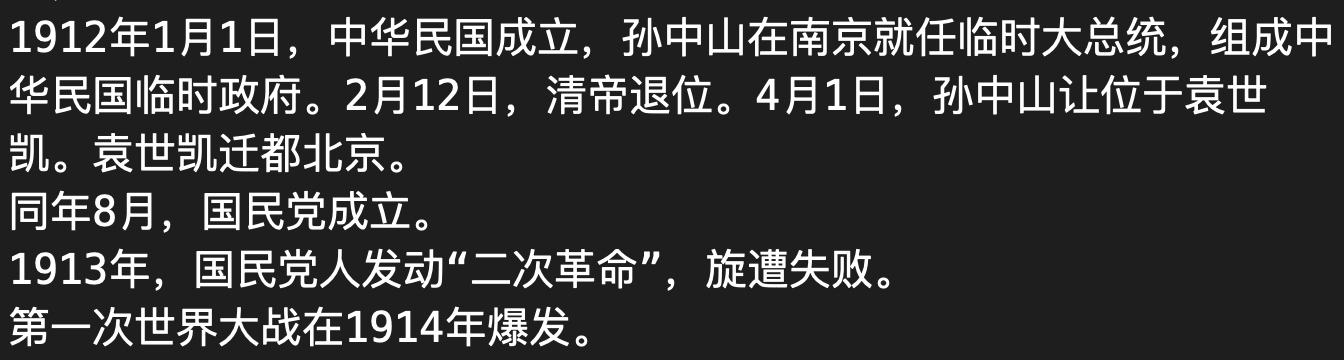 1912年1月1日，中华民国成立，孙中山在南京就任临时大总统，组成中
华民国临时政府。2月12日，清帝退位。4月1日，孙中山让位于袁世
凯。袁世凯迁都北京。
同年8月，国民党成立。
1913年，国民党人发动“二次革命”，旋遭失败。
第一次世界大战在1914年爆发。